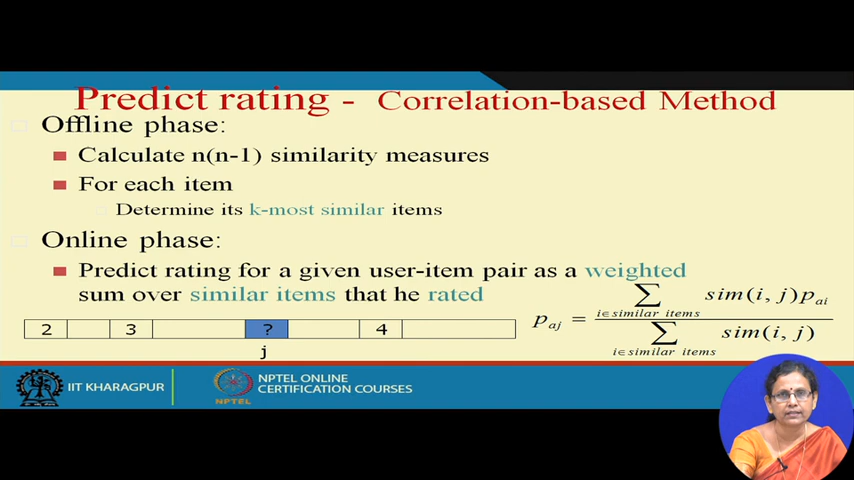 Predict rating - Correlation-based Method
Offline phase:
Calculate n(n-1) similarity measures
For each item
Determine its k-most similar items
Online phase:
Predict rating for a given user-item pair as a weighted
sum over similar items that he rated
2 3 ? 4
j
p_aj = ∑_{i∈similar items} sim(i, j)p_ai / ∑_{i∈similar items} sim(i, j)
IIT KHARAGPUR
NPTEL
NPTEL ONLINE
CERTIFICATION COURSES